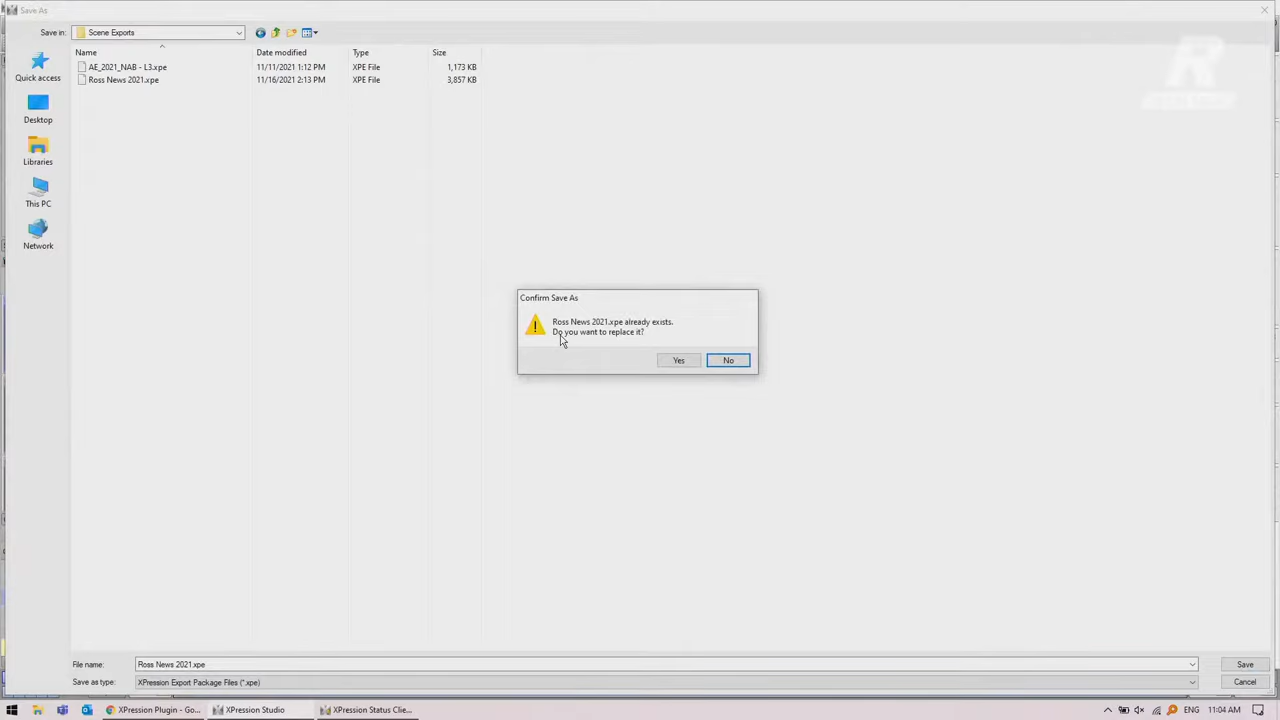 Save As
Save in:
Scene Exports
Name
Date modified
Type
Size
AE_2021_NAB - L3.xpe
11/11/2021 1:12 PM
XPE File
1,173 KB
Ross News 2021.xpe
11/16/2021 2:13 PM
XPE File
3,857 KB
Quick access
Desktop
Libraries
This PC
Network
Confirm Save As
Ross News 2021.xpe already exists.
Do you want to replace it?
Yes
No
File name:
Ross News 2021.xpe
Save
Save as type:
XPression Export Package Files (*.xpe)
Cancel
XPression Plugin - Go...
XPression Studio
XPression Status Clie...
ENG
11:04 AM